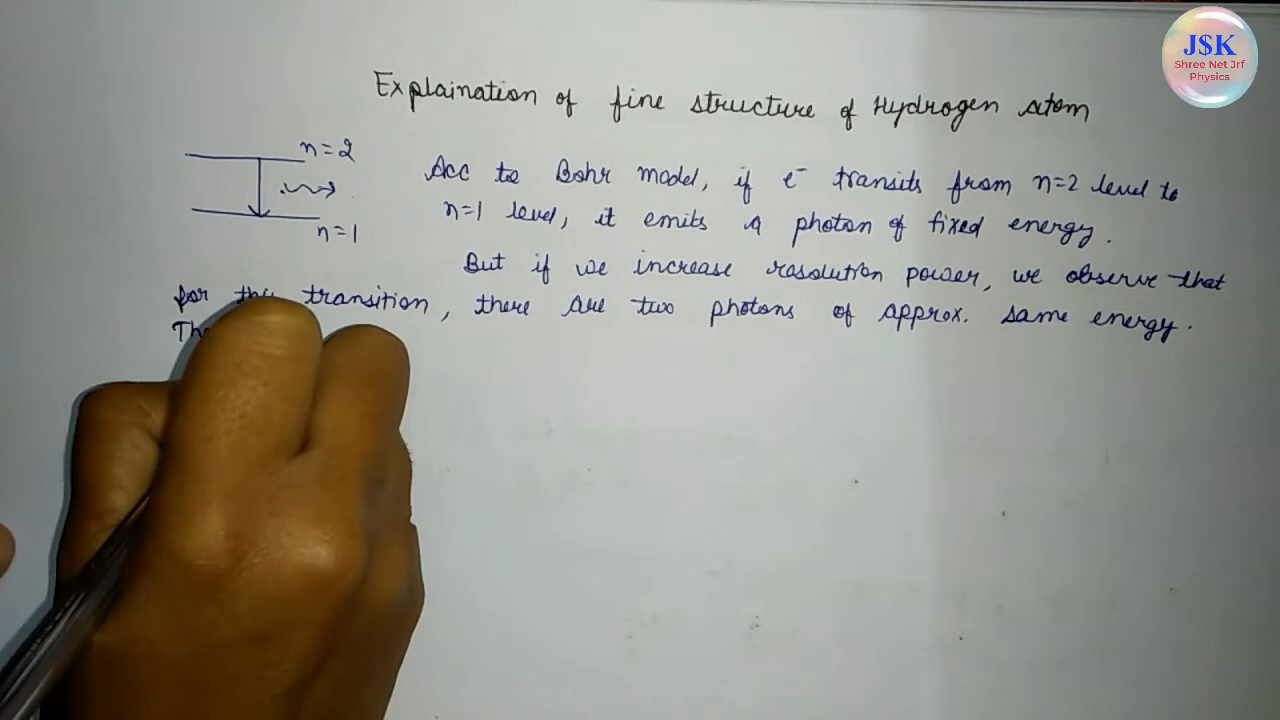 J$K
Shree Net Jrf
Physics
Explaination of fine structure of Hydrogen atom
n=2
n=1
Acc to Bohr model, if e⁻ transits from n=2 level to
n=1 level, it emits a photon of fixed energy.
But if we increase resolution power, we observe that
for this transition, there are two photons of approx. same energy.